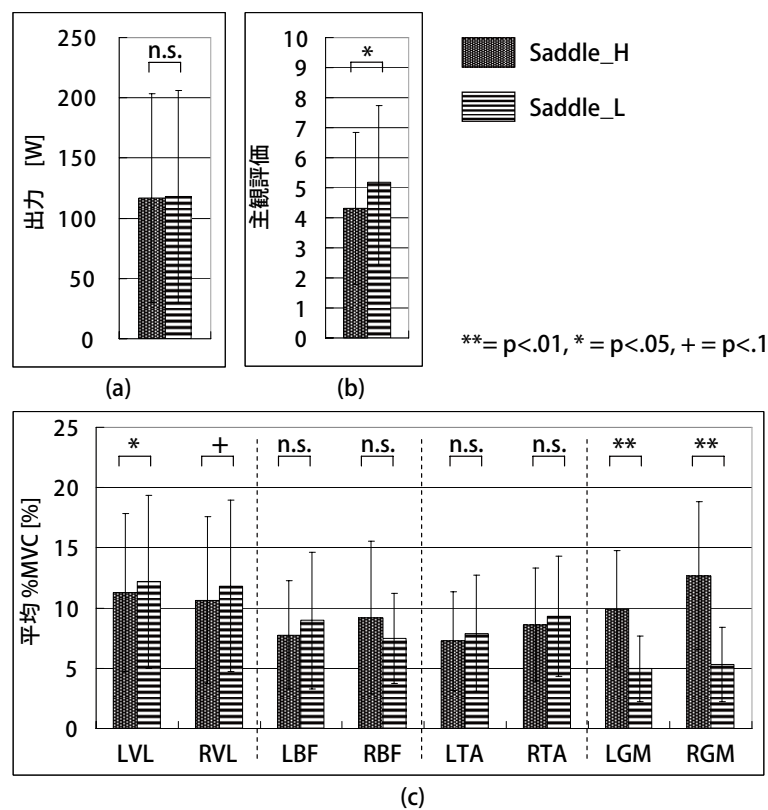 250
200
150
100
50
0
出力 [W]
n.s.
(a)
10
9
8
7
6
5
4
3
2
1
0
主観評価
*
(b)
Saddle_H
Saddle_L
**= p<.01, * = p<.05, + = p<.1
25
20
15
10
5
0
平均 %MVC [%]
* + n.s. n.s. n.s. n.s. ** **
LVL RVL LBF RBF LTA RTA LGM RGM
(c)